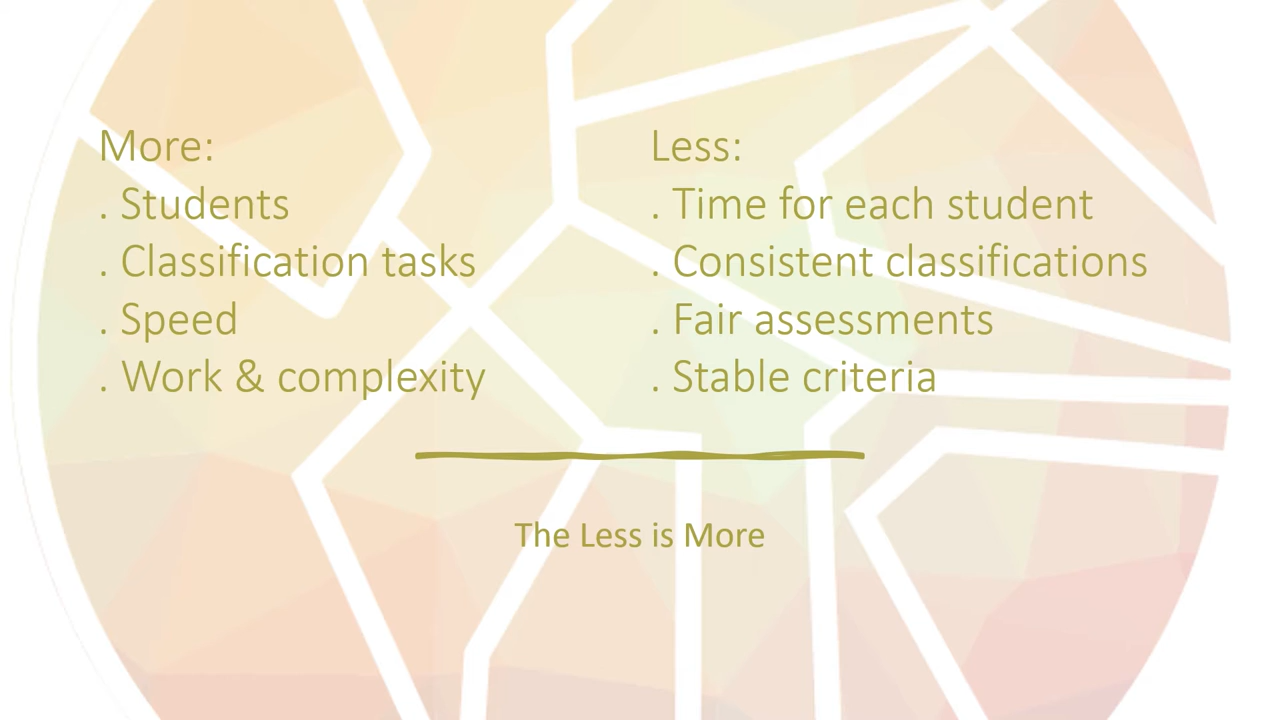 More:
. Students
. Classification tasks
. Speed
. Work & complexity
Less:
. Time for each student
. Consistent classifications
. Fair assessments
. Stable criteria
The Less is More